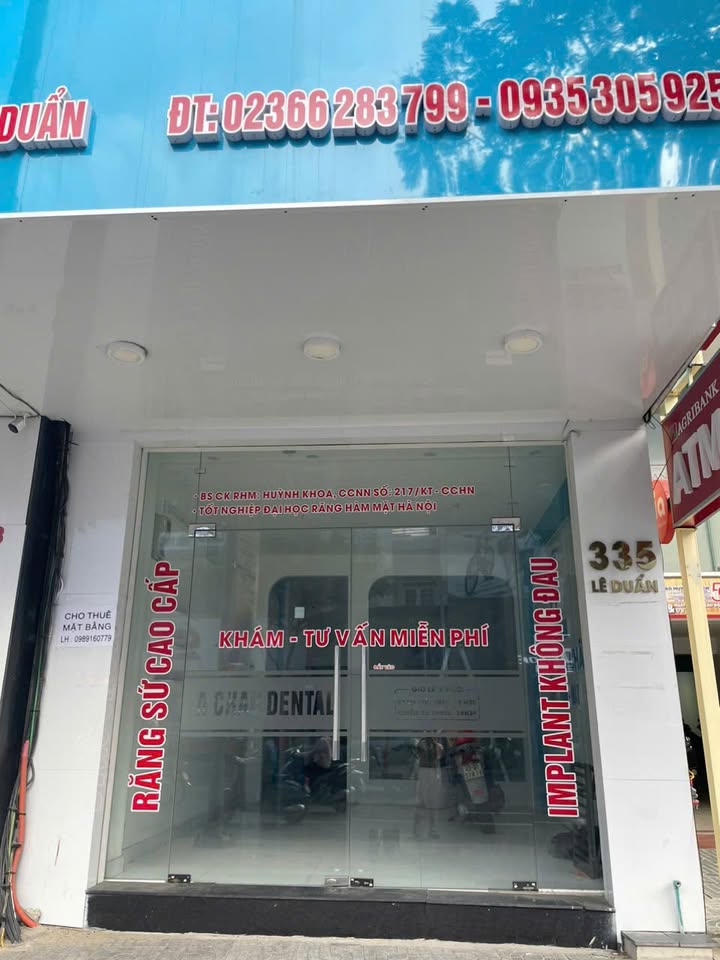 DUẨN
ĐT: 02366 283 799 - 0935 305 925
AGRIBANK
ATM
• BS CK RHM: HUỲNH KHOA, CCNN SỐ: 217/KT - CCHN
• TỐT NGHIỆP ĐẠI HỌC RĂNG HÀM MẶT HÀ NỘI
335
LÊ DUẨN
CHO THUÊ
MẶT BẰNG
LH : 0989160779
RĂNG SỨ CAO CẤP
KHÁM - TƯ VẤN MIỄN PHÍ
IMPLANT KHÔNG ĐAU
A CHAU DENTAL